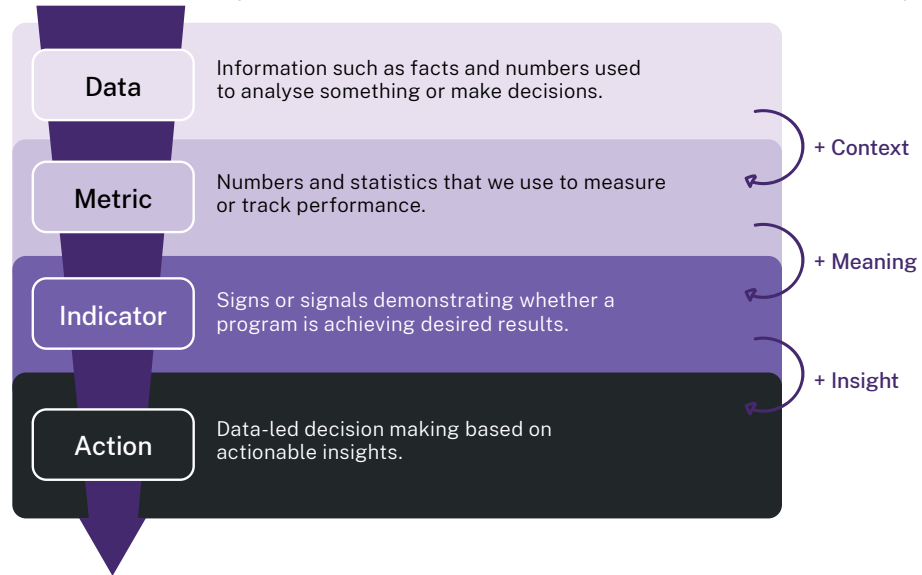 Data
Information such as facts and numbers used
to analyse something or make decisions.
+ Context
Metric
Numbers and statistics that we use to measure
or track performance.
+ Meaning
Indicator
Signs or signals demonstrating whether a
program is achieving desired results.
+ Insight
Action
Data-led decision making based on
actionable insights.